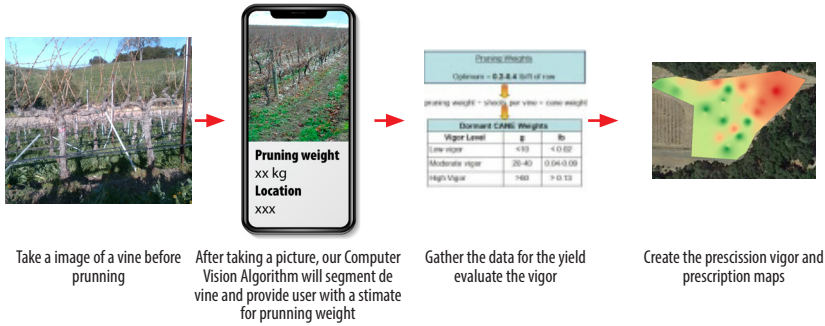 Pruning weight
xx kg
Location
xxx
Pruning Weights
Optimum = 0.2-0.4 lb/ft of row
pruning weight ÷ shoots per vine = cane weight
Dormant CANE Weights
Vigor Level g lb
Low vigor <10 < 0.02
Moderate vigor 20-40 0.04-0.09
High Vigor >60 > 0.13
Take a image of a vine before
prunning
After taking a picture, our Computer
Vision Algorithm will segment de
vine and provide user with a stimate
for prunning weight
Gather the data for the yield
evaluate the vigor
Create the prescission vigor and
prescription maps